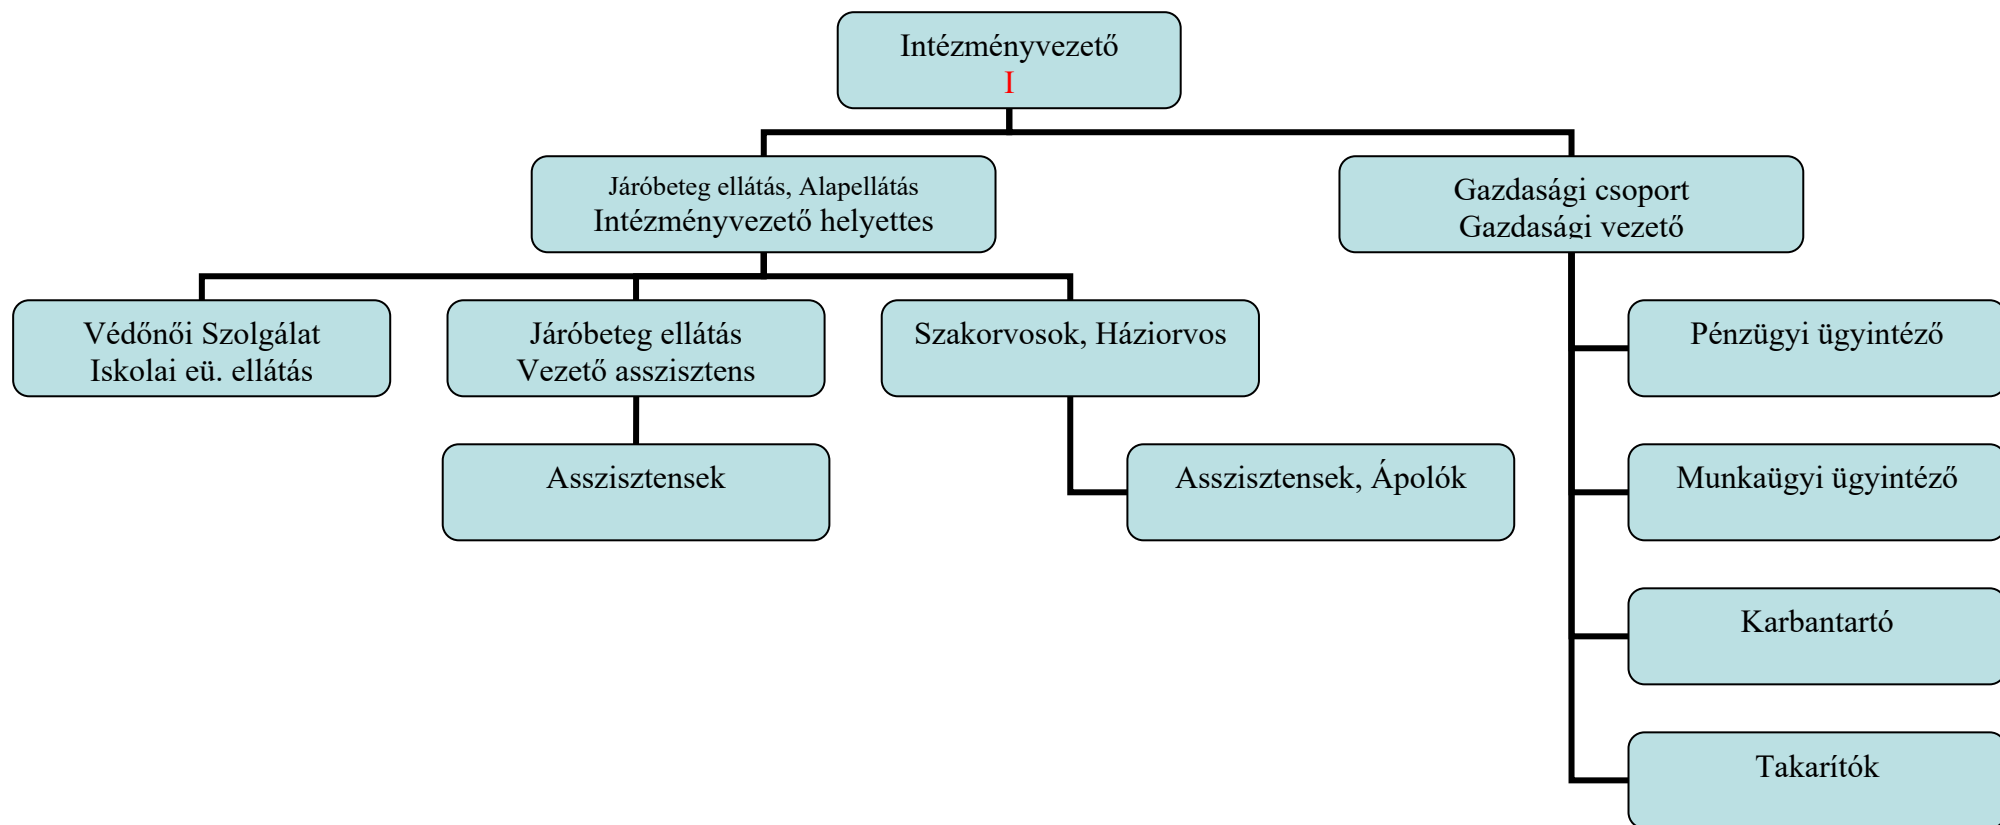 Intézményvezető
I
Járóbeteg ellátás, Alapellátás
Intézményvezető helyettes
Gazdasági csoport
Gazdasági vezető
Védőnői Szolgálat
Iskolai eü. ellátás
Járóbeteg ellátás
Vezető asszisztens
Szakorvosok, Háziorvos
Pénzügyi ügyintéző
Asszisztensek
Asszisztensek, Ápolók
Munkaügyi ügyintéző
Karbantartó
Takarítók